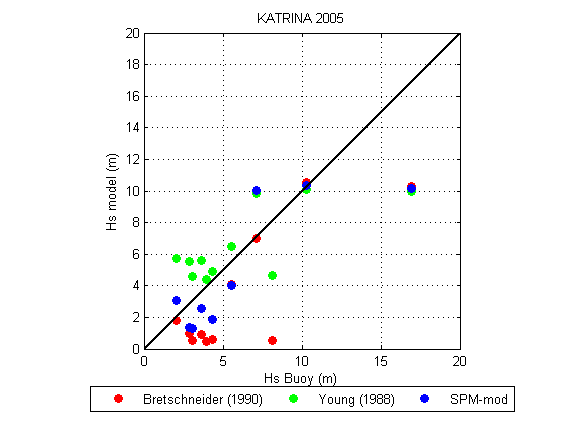 KATRINA 2005
20
18
16
14
12
10
8
6
4
2
0
Hs model (m)
0 5 10 15 20
Hs Buoy (m)
Bretschneider (1990) Young (1988) SPM-mod